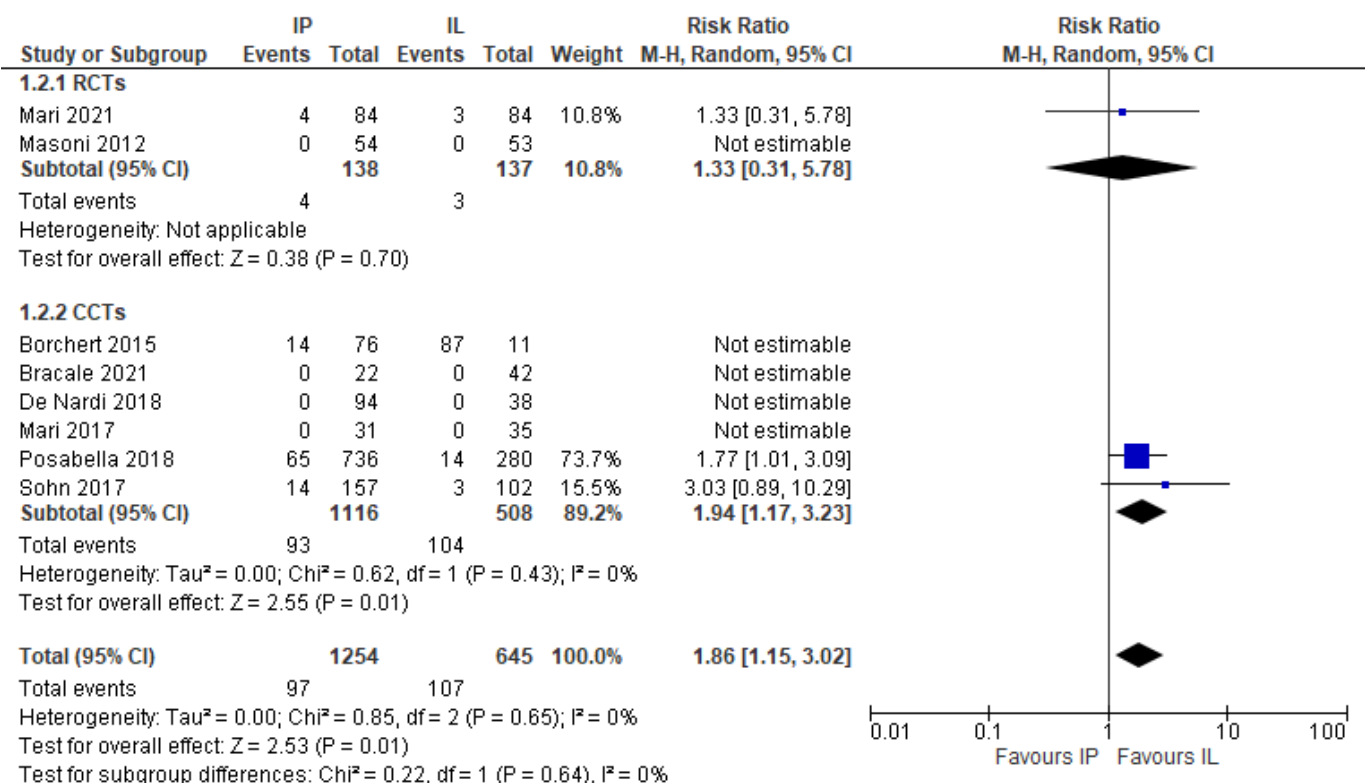 IP IL Risk Ratio Risk Ratio
Study or Subgroup Events Total Events Total Weight M-H, Random, 95% CI M-H, Random, 95% CI
1.2.1 RCTs
Mari 2021 4 84 3 84 10.8% 1.33 [0.31, 5.78]
Masoni 2012 0 54 0 53 Not estimable
Subtotal (95% CI) 138 137 10.8% 1.33 [0.31, 5.78]
Total events 4 3
Heterogeneity: Not applicable
Test for overall effect: Z = 0.38 (P = 0.70)
1.2.2 CCTs
Borchert 2015 14 76 87 11 Not estimable
Bracale 2021 0 22 0 42 Not estimable
De Nardi 2018 0 94 0 38 Not estimable
Mari 2017 0 31 0 35 Not estimable
Posabella 2018 65 736 14 280 73.7% 1.77 [1.01, 3.09]
Sohn 2017 14 157 3 102 15.5% 3.03 [0.89, 10.29]
Subtotal (95% CI) 1116 508 89.2% 1.94 [1.17, 3.23]
Total events 93 104
Heterogeneity: Tau² = 0.00; Chi² = 0.62, df = 1 (P = 0.43); I² = 0%
Test for overall effect: Z = 2.55 (P = 0.01)
Total (95% CI) 1254 645 100.0% 1.86 [1.15, 3.02]
Total events 97 107
Heterogeneity: Tau² = 0.00; Chi² = 0.85, df = 2 (P = 0.65); I² = 0%
Test for overall effect: Z = 2.53 (P = 0.01)
Test for subgroup differences: Chi² = 0.22, df = 1 (P = 0.64), I² = 0%
0.01 0.1 1 10 100
Favours IP Favours IL